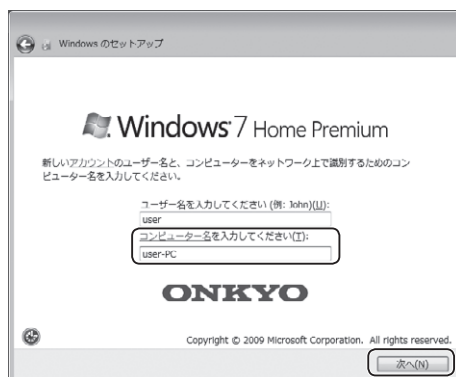 Windows のセットアップ
Windows 7 Home Premium
新しいアカウントのユーザー名と、コンピューターをネットワーク上で識別するためのコン
ピューター名を入力してください。
ユーザー名を入力してください (例: John)(U):
user
コンピューター名を入力してください(T):
user-PC
ONKYO
Copyright © 2009 Microsoft Corporation. All rights reserved.
次へ(N)